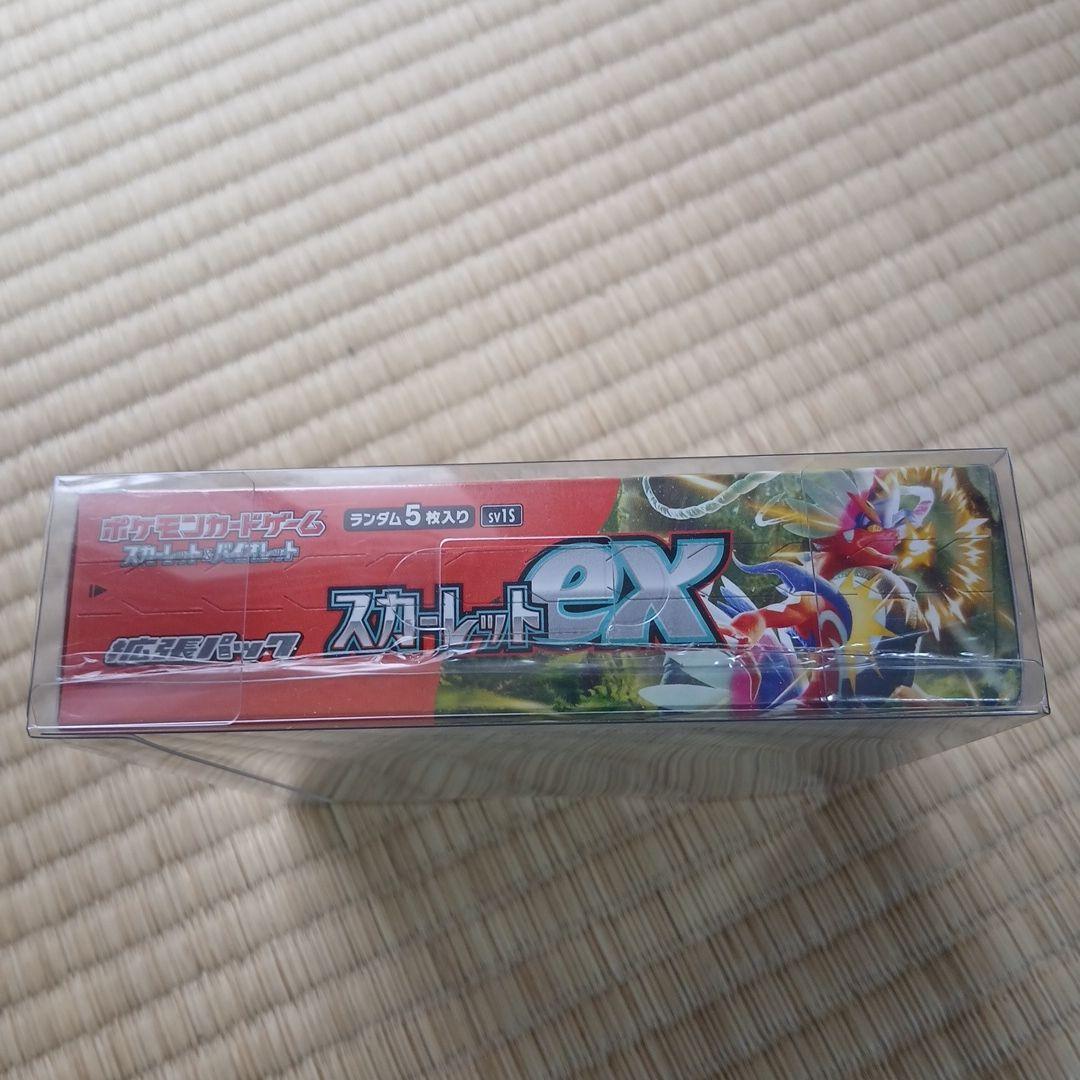 ポケモンカードゲーム
スカーレット&バイオレット
ランダム5枚入り sv1S
拡張パック
スカーレットex